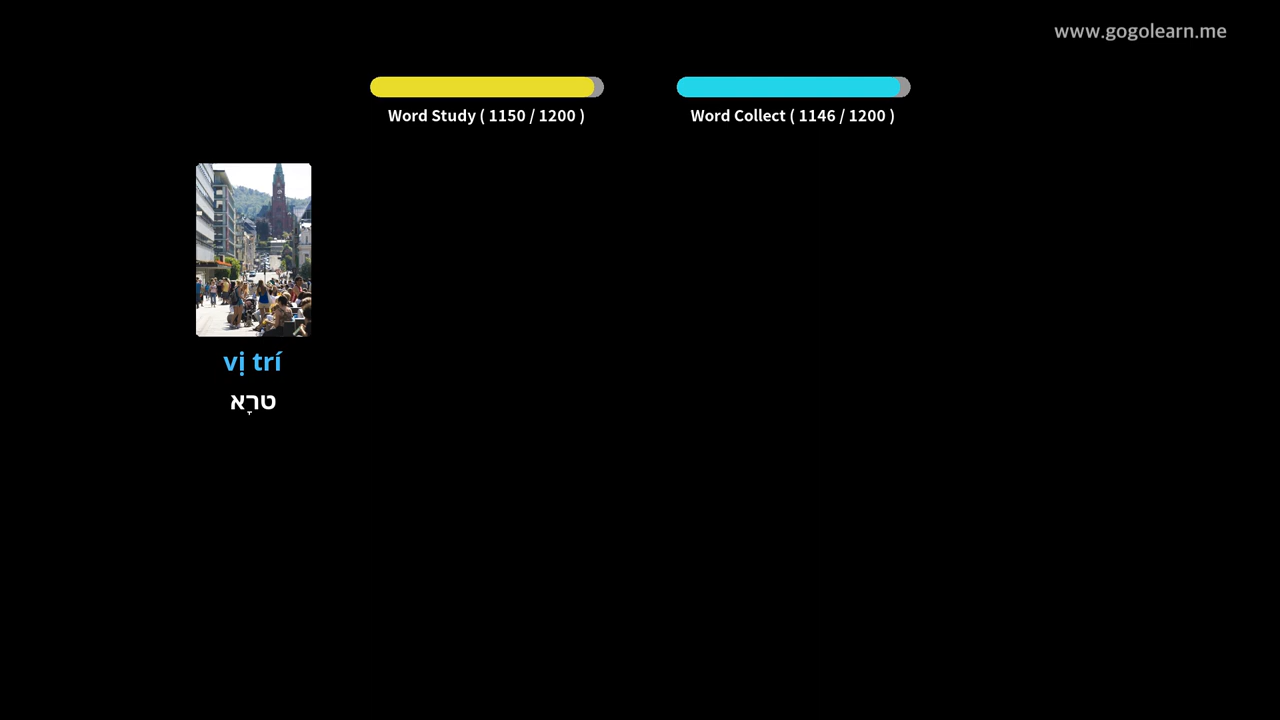 www.gogolearn.me
Word Study ( 1150 / 1200 )
Word Collect ( 1146 / 1200 )
vị trí
טרָא